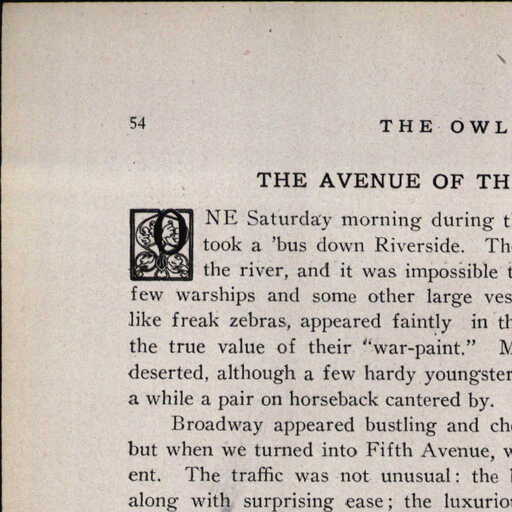 54
THE OWL
THE AVENUE OF TH
ONE Saturday morning during t
took a 'bus down Riverside. The
the river, and it was impossible t
few warships and some other large ves
like freak zebras, appeared faintly in th
the true value of their “war-paint.” M
deserted, although a few hardy youngster
a while a pair on horseback cantered by.
Broadway appeared bustling and che
but when we turned into Fifth Avenue, w
ent. The traffic was not unusual: the
along with surprising ease; the luxurio